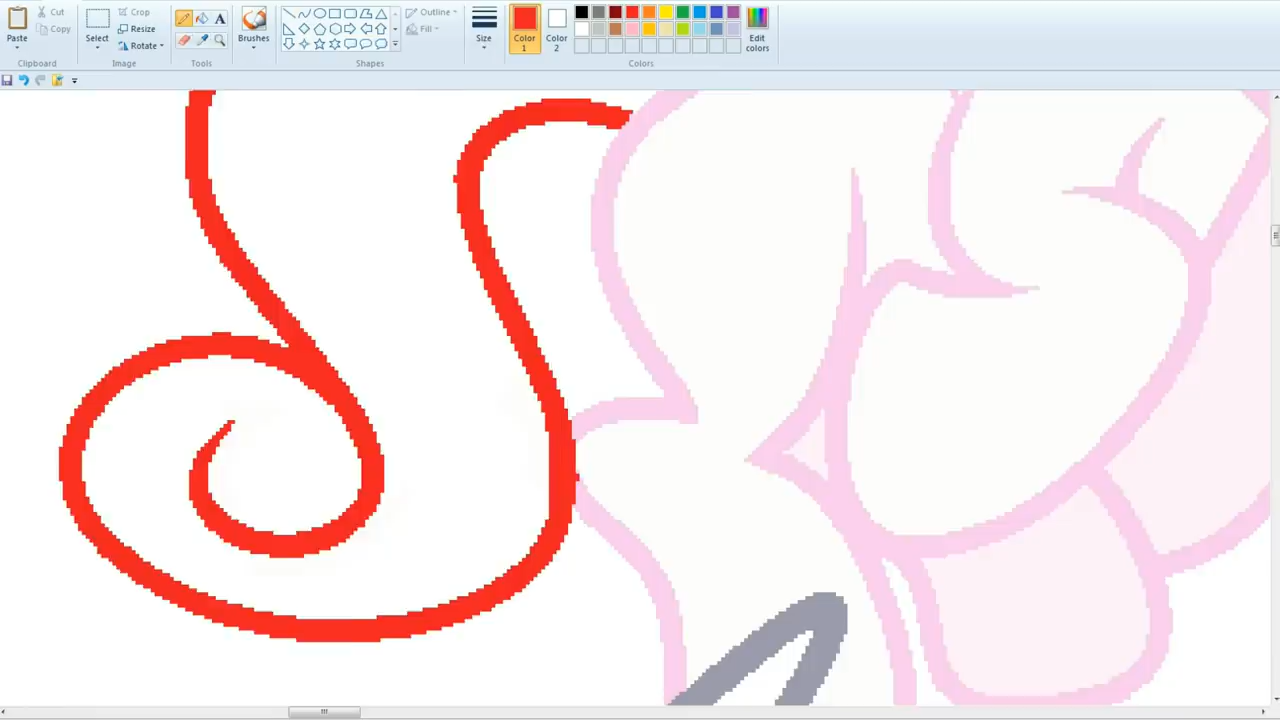 Paste
Cut
Copy
Clipboard
Select
Crop
Resize
Rotate
Image
A
Tools
Brushes
Shapes
Outline
Fill
Size
Color
1
Color
2
Colors
Edit
colors